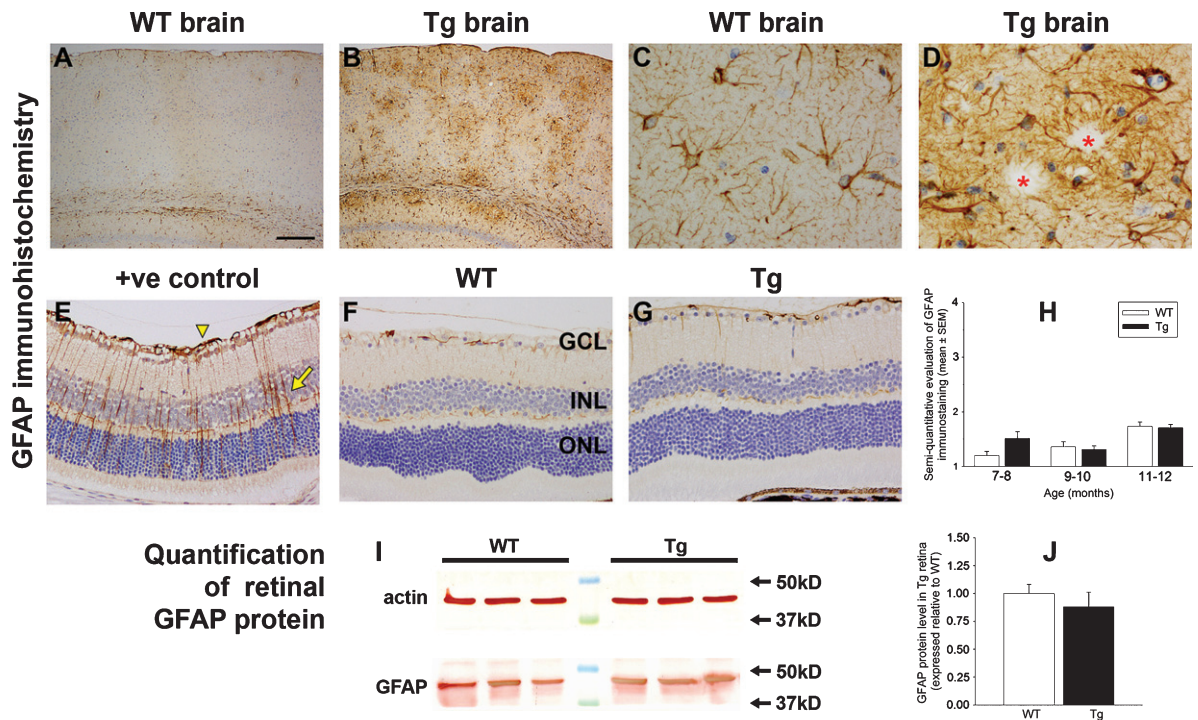 WT brain
Tg brain
WT brain
Tg brain
GFAP immunohistochemistry
A
B
C
D
*
*
+ve control
WT
Tg
E
F
GCL
INL
ONL
G
H
WT
Tg
Semi-quantitative evaluation of GFAP
immunostaining (mean ± SEM)
4
3
2
1
7-8
9-10
11-12
Age (months)
Quantification
of retinal
GFAP protein
I
WT
Tg
actin
50kD
37kD
GFAP
50kD
37kD
J
GFAP protein level in Tg retina
(expressed relative to WT)
1.50
1.25
1.00
0.75
0.50
0.25
0.00
WT
Tg